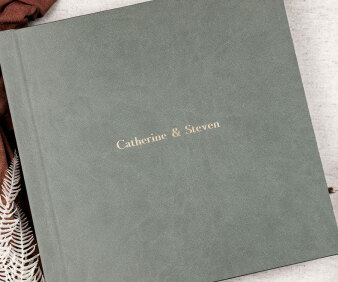 Catherine & Steven